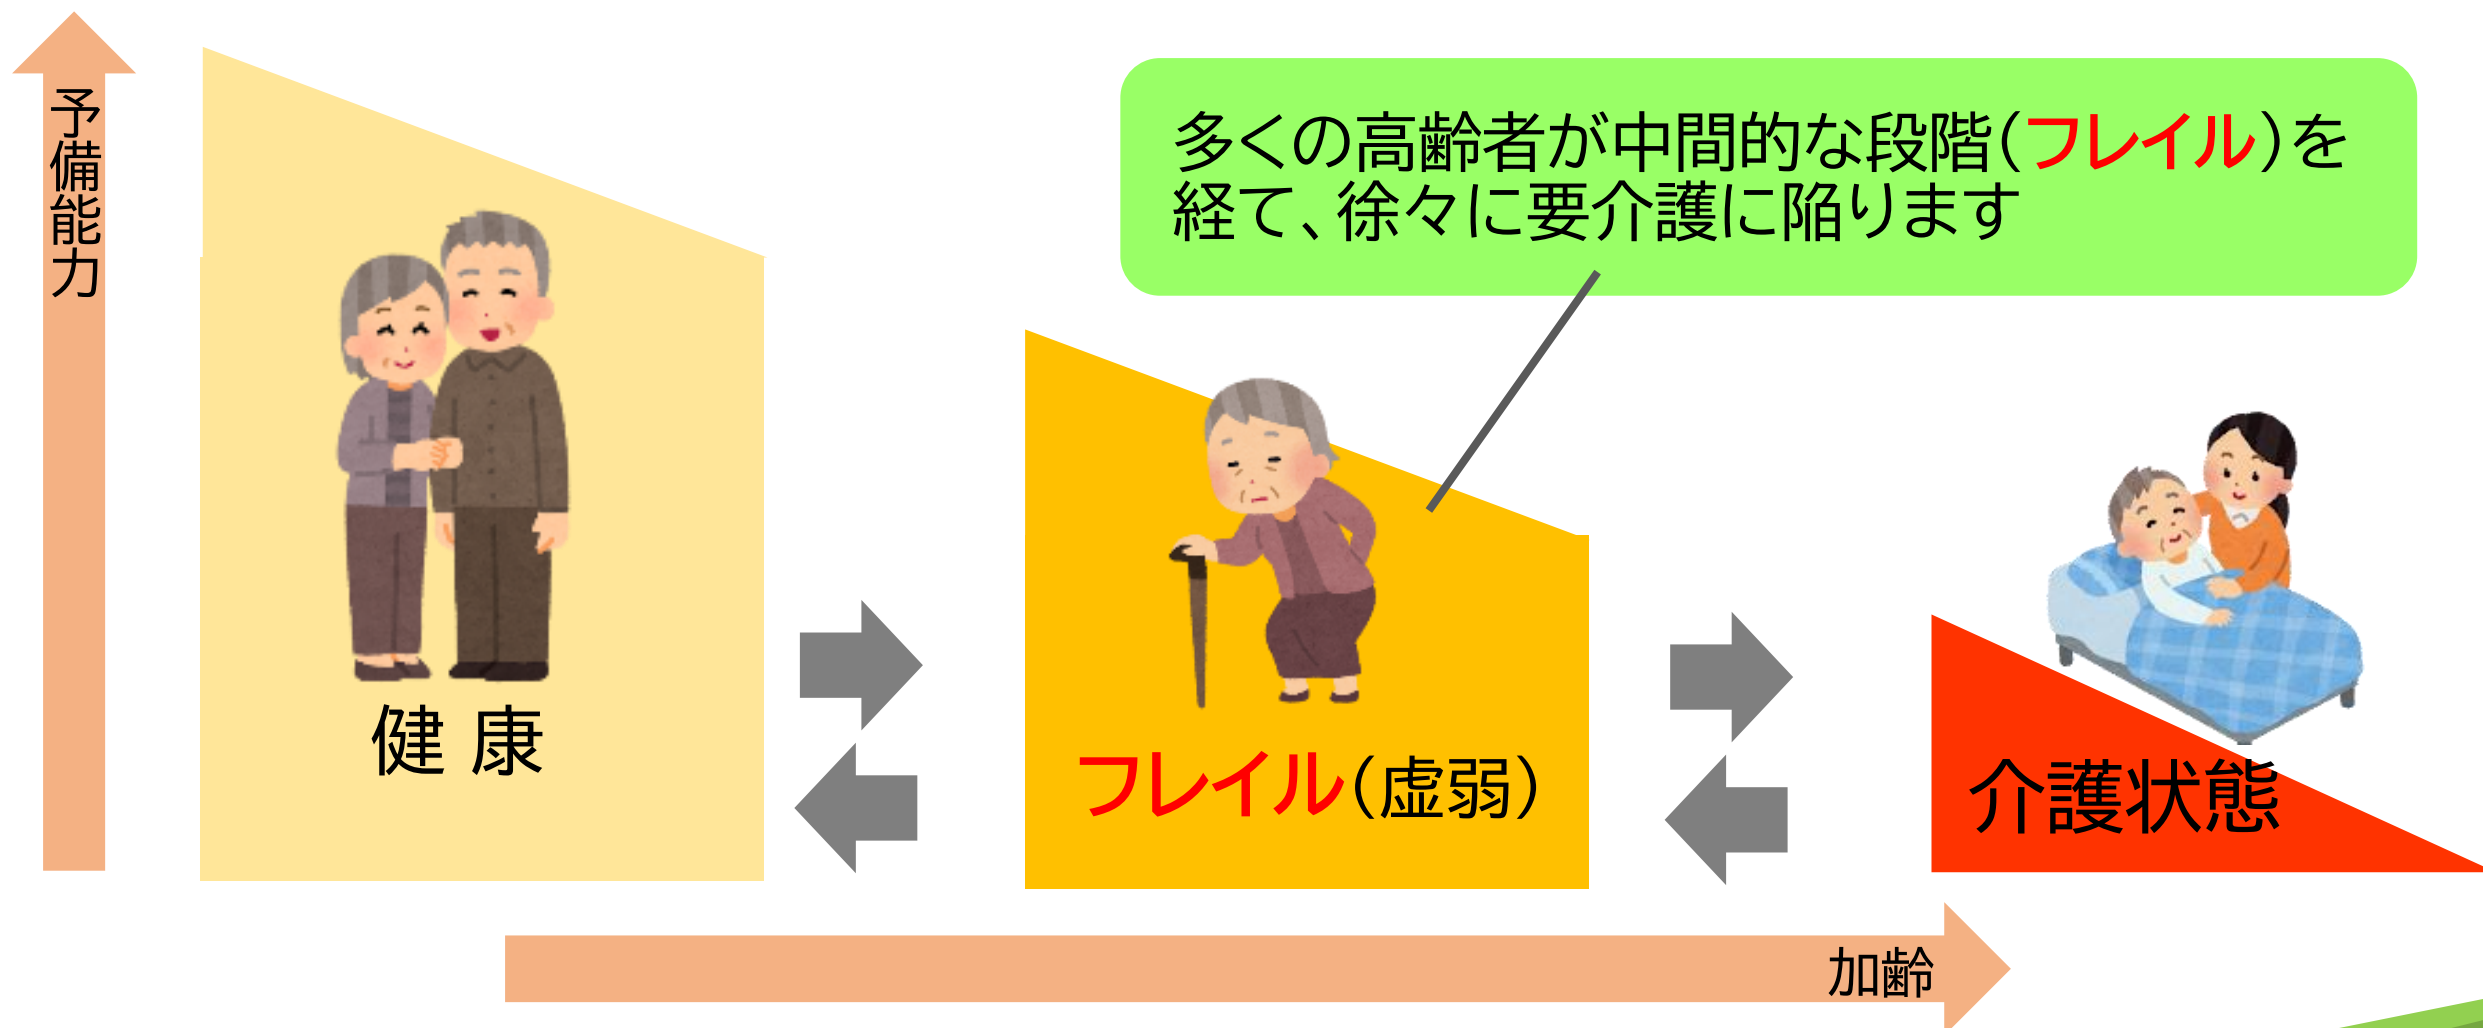 予備能力
多くの高齢者が中間的な段階(フレイル)を
経て、徐々に要介護に陥ります
健 康
フレイル(虚弱)
介護状態
加齢